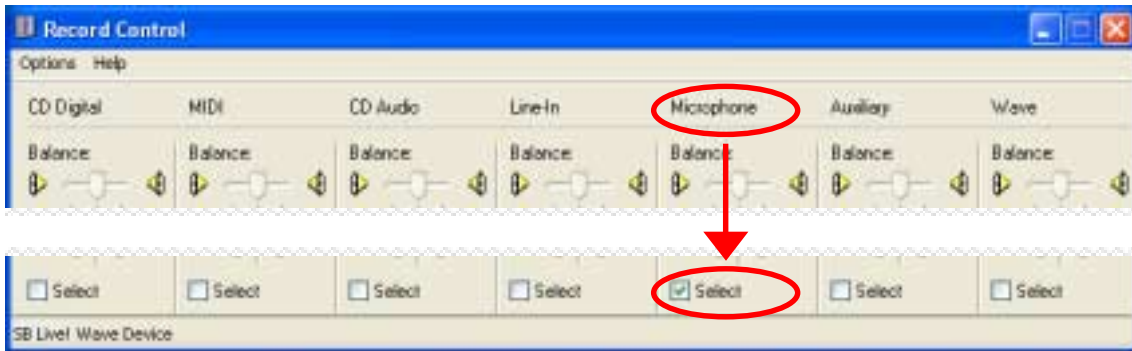 Record Control
Options Help
CD Digital MIDI CD Audio Line-In Microphone Auxiliary Wave
Balance: Balance: Balance: Balance: Balance: Balance: Balance:
Select Select Select Select Select Select Select
SB Live! Wave Device